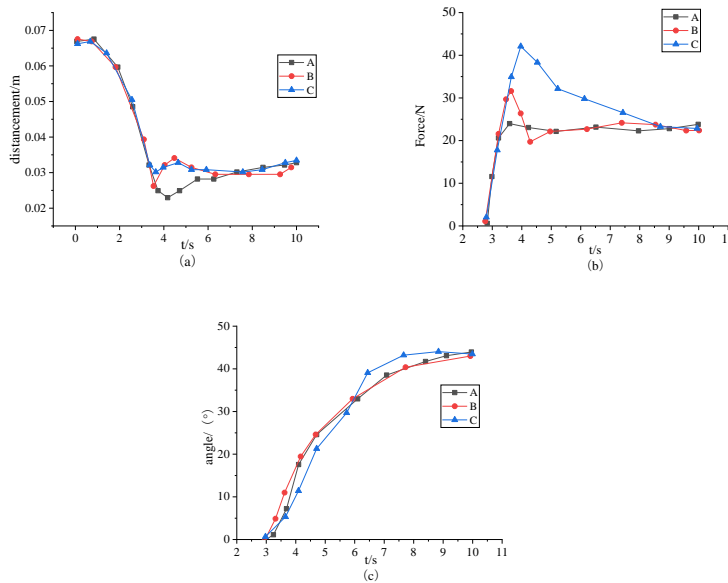 0.07
0.06
0.05
0.04
0.03
0.02
distancement/m
0 2 4 6 8 10
t/s
(a)
A
B
C
50
40
30
20
10
0
Force/N
2 3 4 5 6 7 8 9 10 11
t/s
(b)
A
B
C
50
40
30
20
10
0
angle/（°）
2 3 4 5 6 7 8 9 10 11
t/s
(c)
A
B
C